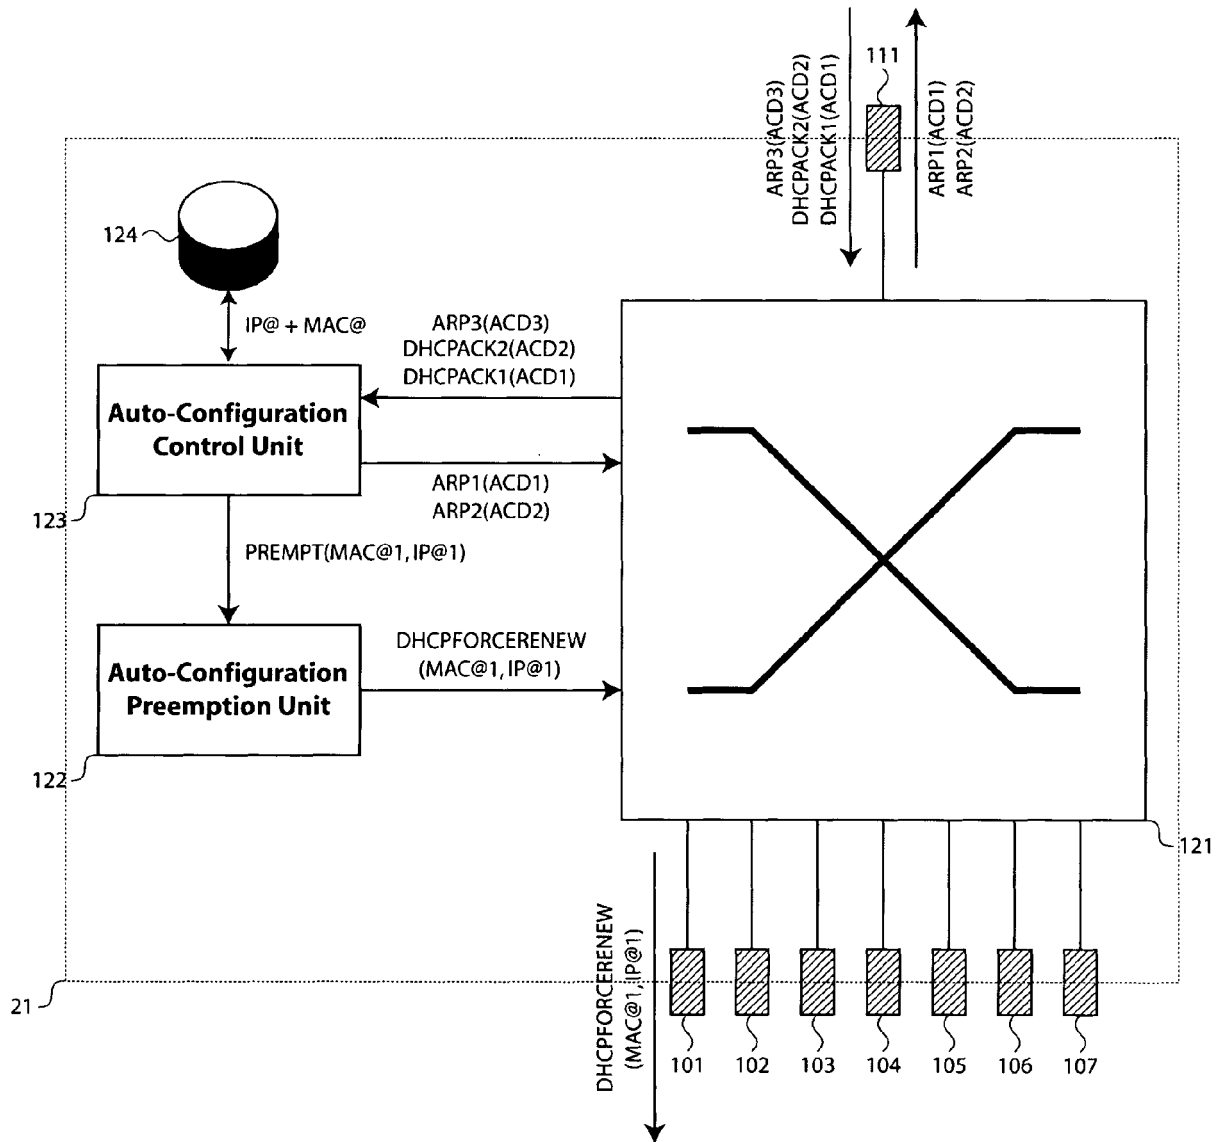 111
ARP3(ACD3)
DHCPACK2(ACD2)
DHCPACK1(ACD1)
ARP1(ACD1)
ARP2(ACD2)
124
IP@ + MAC@
ARP3(ACD3)
DHCPACK2(ACD2)
DHCPACK1(ACD1)
Auto-Configuration
Control Unit
123
ARP1(ACD1)
ARP2(ACD2)
PREMPT(MAC@1, IP@1)
Auto-Configuration
Preemption Unit
122
DHCPFORCERENEW
(MAC@1, IP@1)
121
DHCPFORCERENEW
(MAC@1, IP@1)
21
101
102
103
104
105
106
107